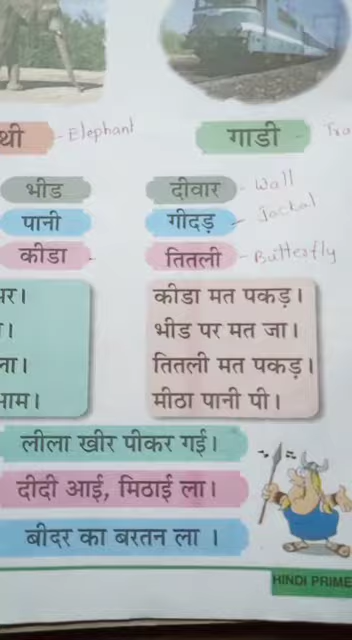 थी - Elephant गाडी -
भीड दीवार - Wall
पानी गीदड़ - Jackal
कीडा - तितली - Butterfly
कीडा मत पकड़।
भीड पर मत जा।
तितली मत पकड़।
मीठा पानी पी।
लीला खीर पीकर गई।
दीदी आई, मिठाई ला।
बीदर का बरतन ला ।
HINDI PRIME